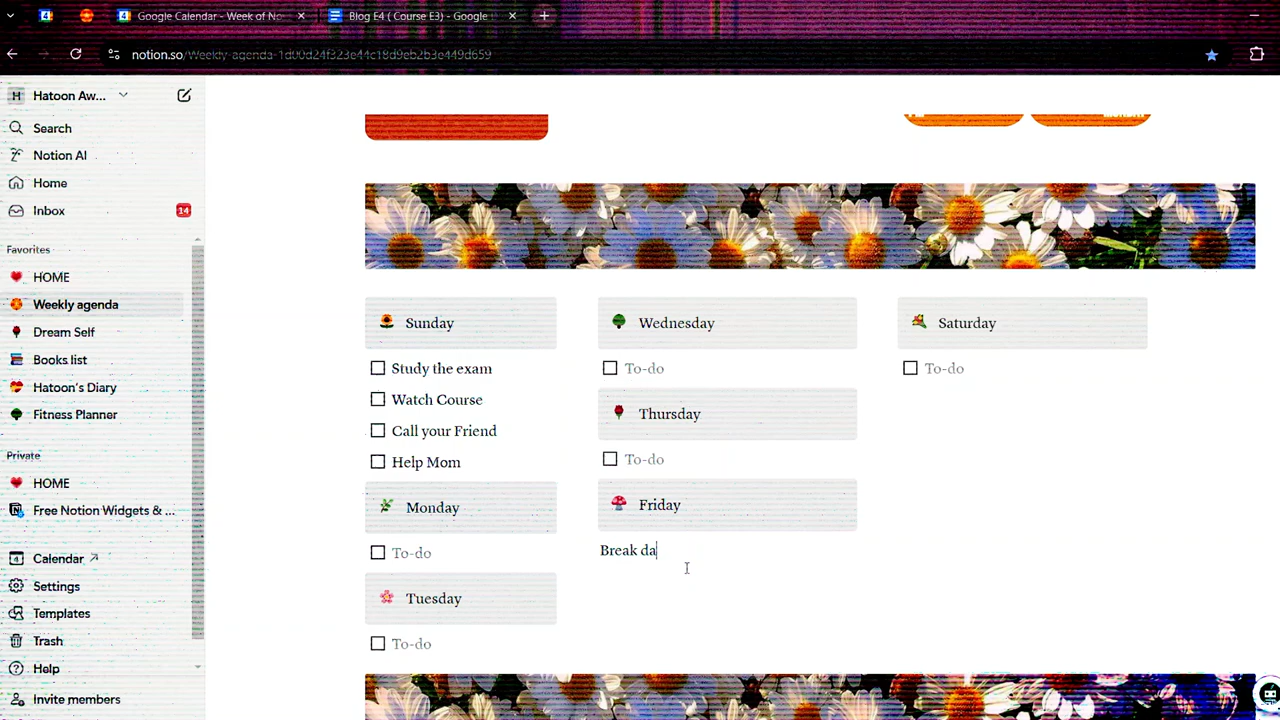 Google Calendar - Week of No
Blog E4 ( Course E3) - Google
notion.so/Weekly-agenda-1df00d24f323e44c18d9eb2b3e449d659
Hatoon Aw...
Search
Notion AI
Home
Inbox
14
Favorites
HOME
Weekly agenda
Dream Self
Books list
Hatoon's Diary
Fitness Planner
Private
HOME
Free Notion Widgets & ...
Calendar
Settings
Templates
Trash
Help
Invite members
Sunday
Study the exam
Watch Course
Call your Friend
Help Mom
Monday
To-do
Tuesday
To-do
Wednesday
To-do
Thursday
To-do
Friday
Break da
Saturday
To-do